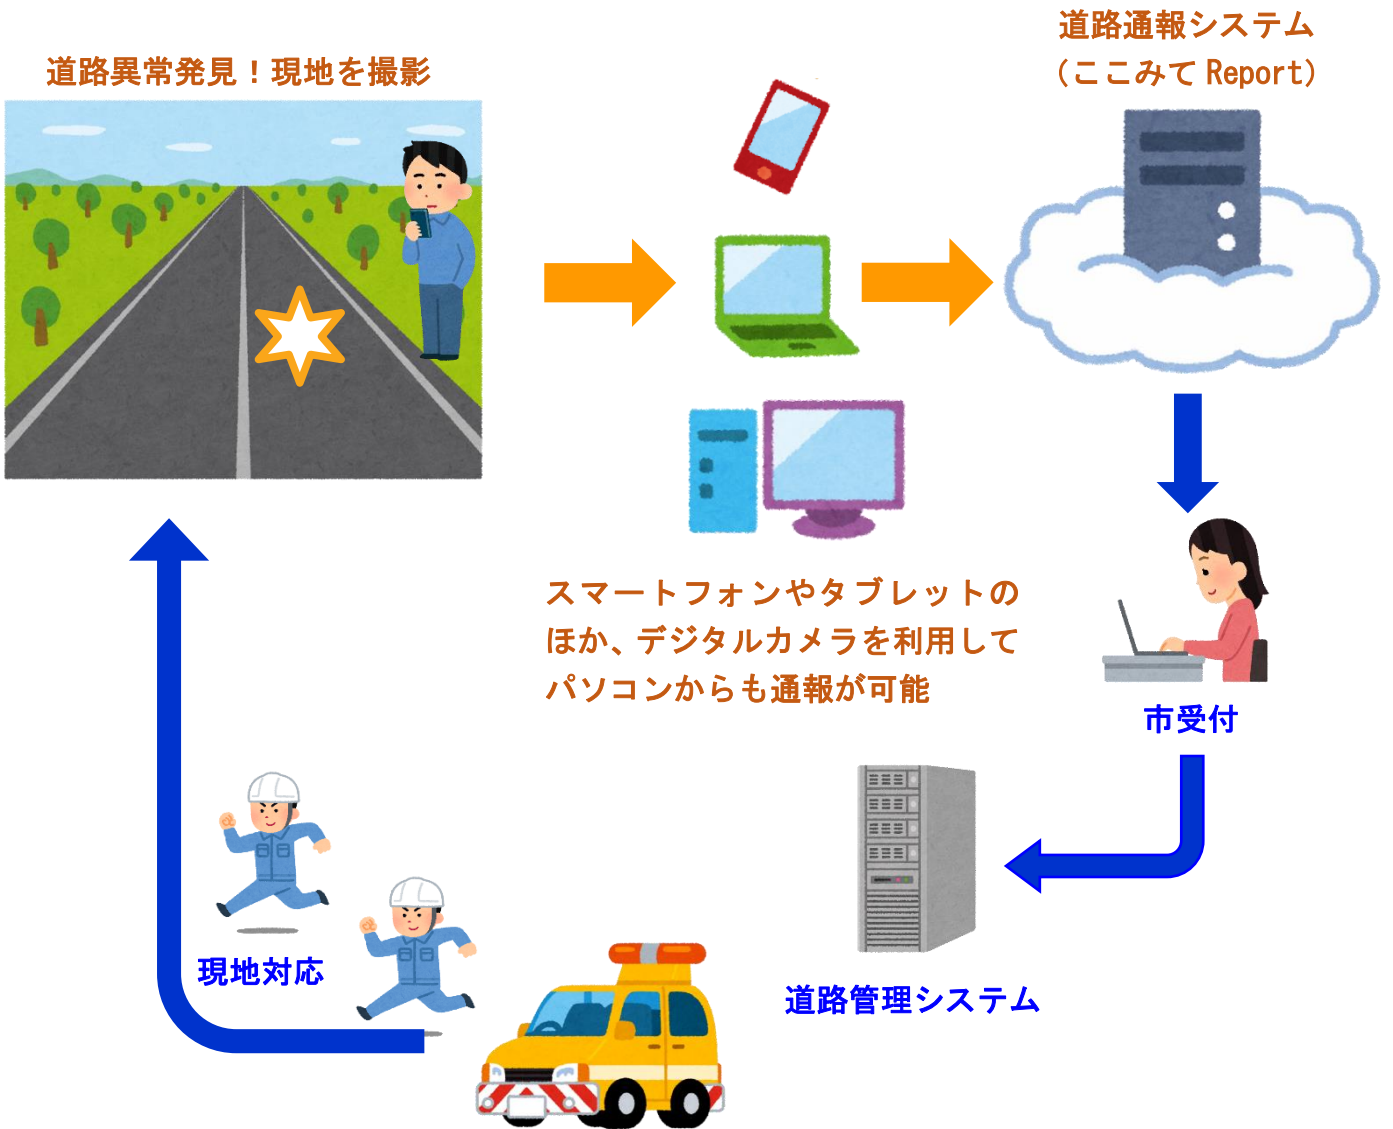 道路異常発見！現地を撮影
道路通報システム
(ここみて Report)
スマートフォンやタブレットの
ほか、デジタルカメラを利用して
パソコンからも通報が可能
市受付
道路管理システム
現地対応